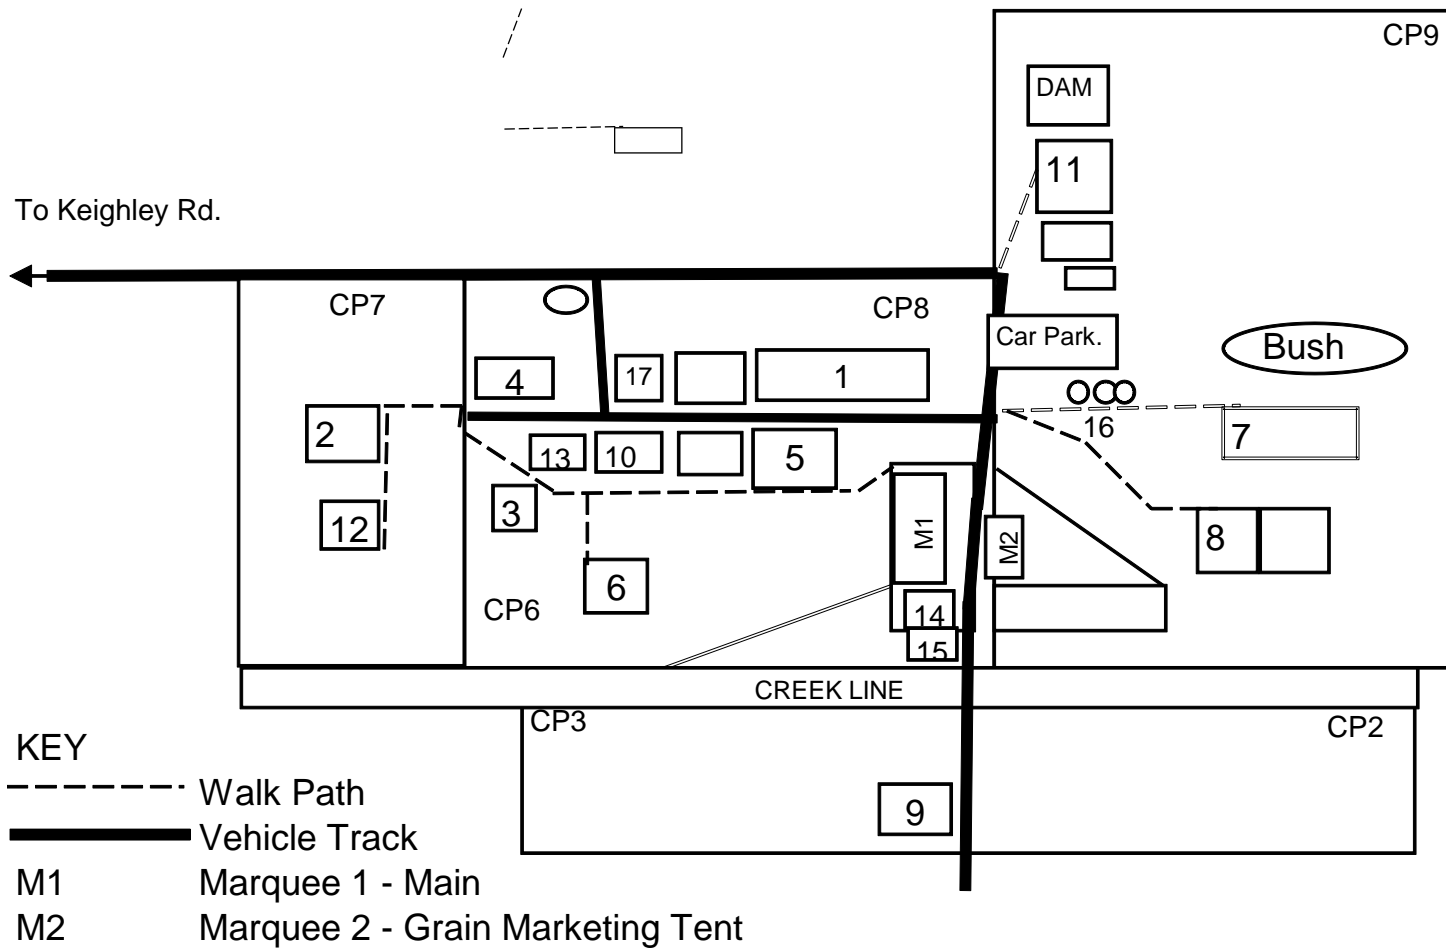 CP9
DAM
11
To Keighley Rd.
CP7
CP8
Car Park.
Bush
4
17
1
2
16
7
13
10
5
3
12
M1
M2
8
6
CP6
14
15
CREEK LINE
CP3
CP2
9
KEY
Walk Path
Vehicle Track
M1 Marquee 1 - Main
M2 Marquee 2 - Grain Marketing Tent